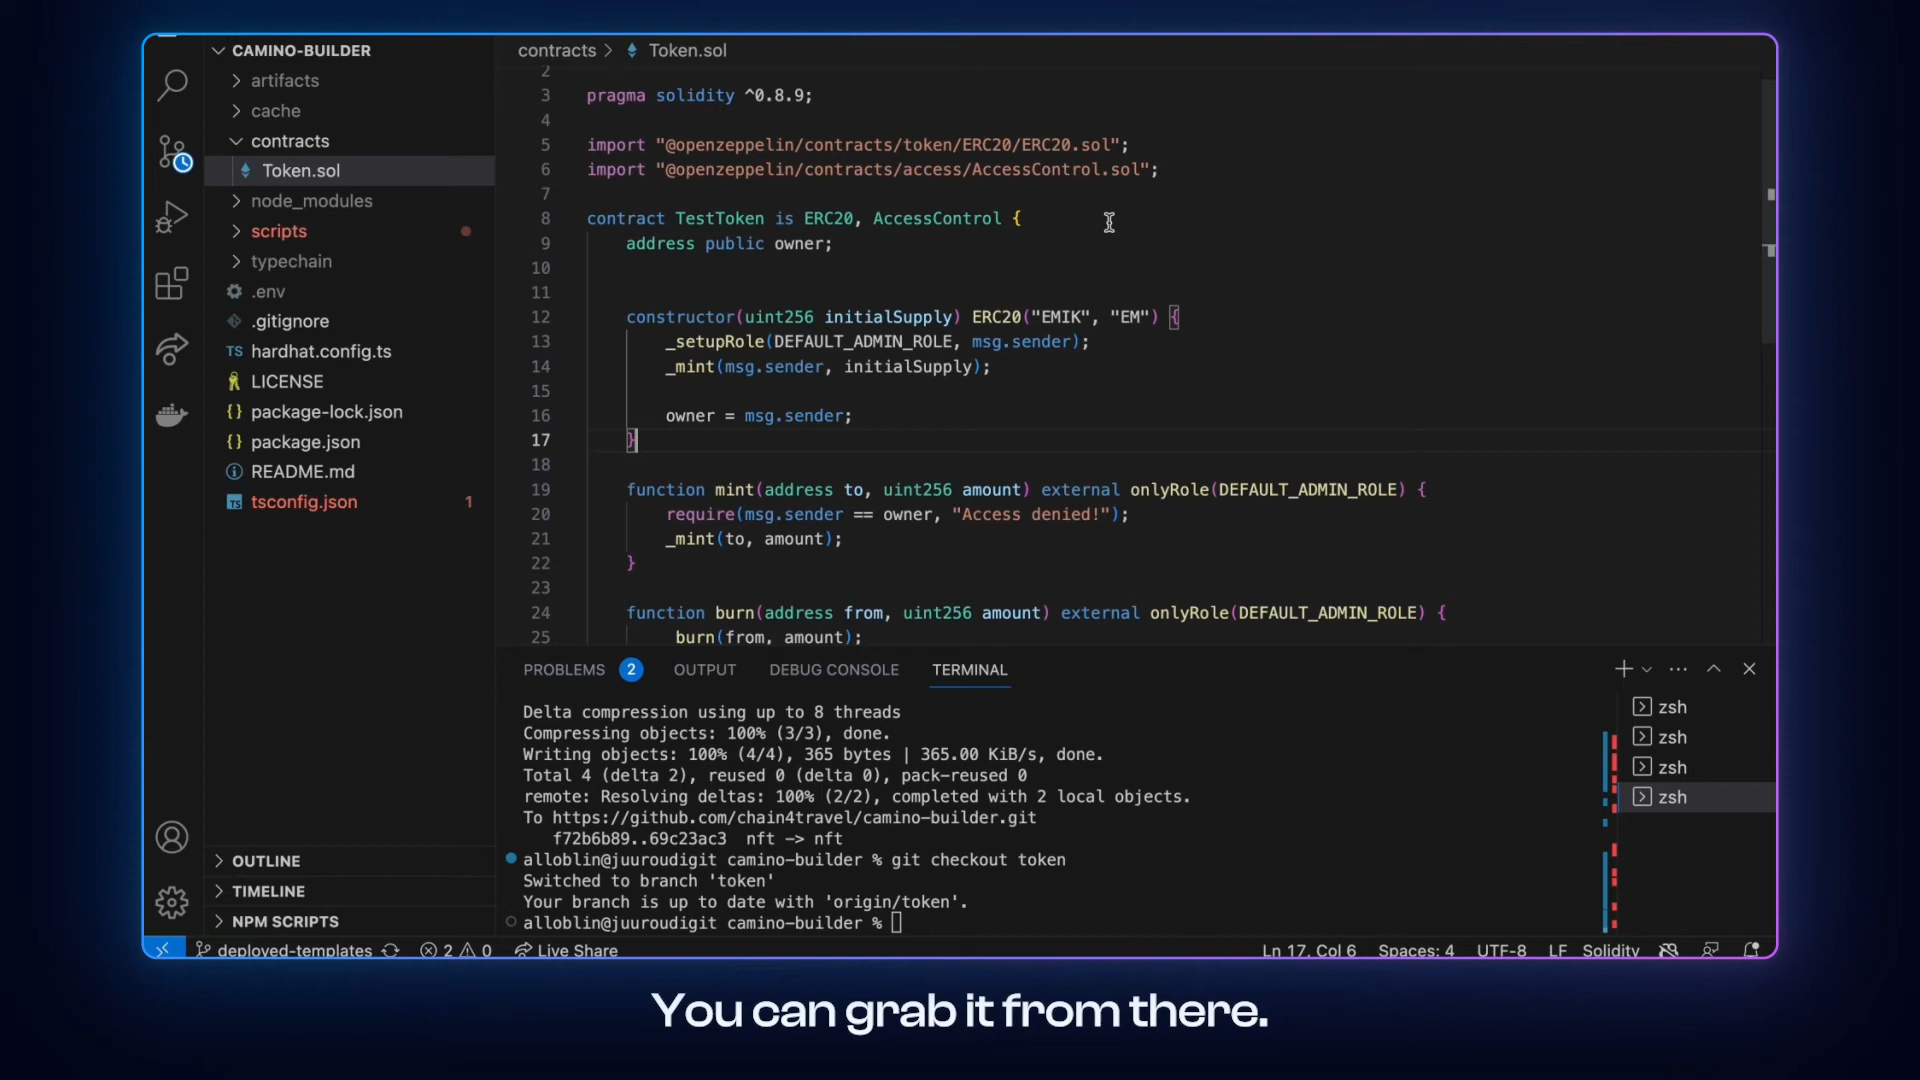 CAMINO-BUILDER
artifacts
cache
contracts
Token.sol
node_modules
scripts
typechain
.env
.gitignore
TS hardhat.config.ts
LICENSE
{} package-lock.json
{} package.json
README.md
TS tsconfig.json 1
OUTLINE
TIMELINE
NPM SCRIPTS
contracts > Token.sol
2
3 pragma solidity ^0.8.9;
4
5 import "@openzeppelin/contracts/token/ERC20/ERC20.sol";
6 import "@openzeppelin/contracts/access/AccessControl.sol";
7
8 contract TestToken is ERC20, AccessControl {
9 address public owner;
10
11
12 constructor(uint256 initialSupply) ERC20("EMIK", "EM") {
13 _setupRole(DEFAULT_ADMIN_ROLE, msg.sender);
14 _mint(msg.sender, initialSupply);
15
16 owner = msg.sender;
17 }
18
19 function mint(address to, uint256 amount) external onlyRole(DEFAULT_ADMIN_ROLE) {
20 require(msg.sender == owner, "Access denied!");
21 _mint(to, amount);
22 }
23
24 function burn(address from, uint256 amount) external onlyRole(DEFAULT_ADMIN_ROLE) {
25 burn(from, amount);
PROBLEMS 2 OUTPUT DEBUG CONSOLE TERMINAL
Delta compression using up to 8 threads
Compressing objects: 100% (3/3), done.
Writing objects: 100% (4/4), 365 bytes | 365.00 KiB/s, done.
Total 4 (delta 2), reused 0 (delta 0), pack-reused 0
remote: Resolving deltas: 100% (2/2), completed with 2 local objects.
To https://github.com/chain4travel/camino-builder.git
f72b6b89..69c23ac3 nft -> nft
alloblin@juuroudigit camino-builder % git checkout token
Switched to branch 'token'
Your branch is up to date with 'origin/token'.
alloblin@juuroudigit camino-builder %
zsh
zsh
zsh
zsh
deployed-templates 2 0 Live Share Ln 17, Col 6 Spaces: 4 UTF-8 LF Solidity
You can grab it from there.